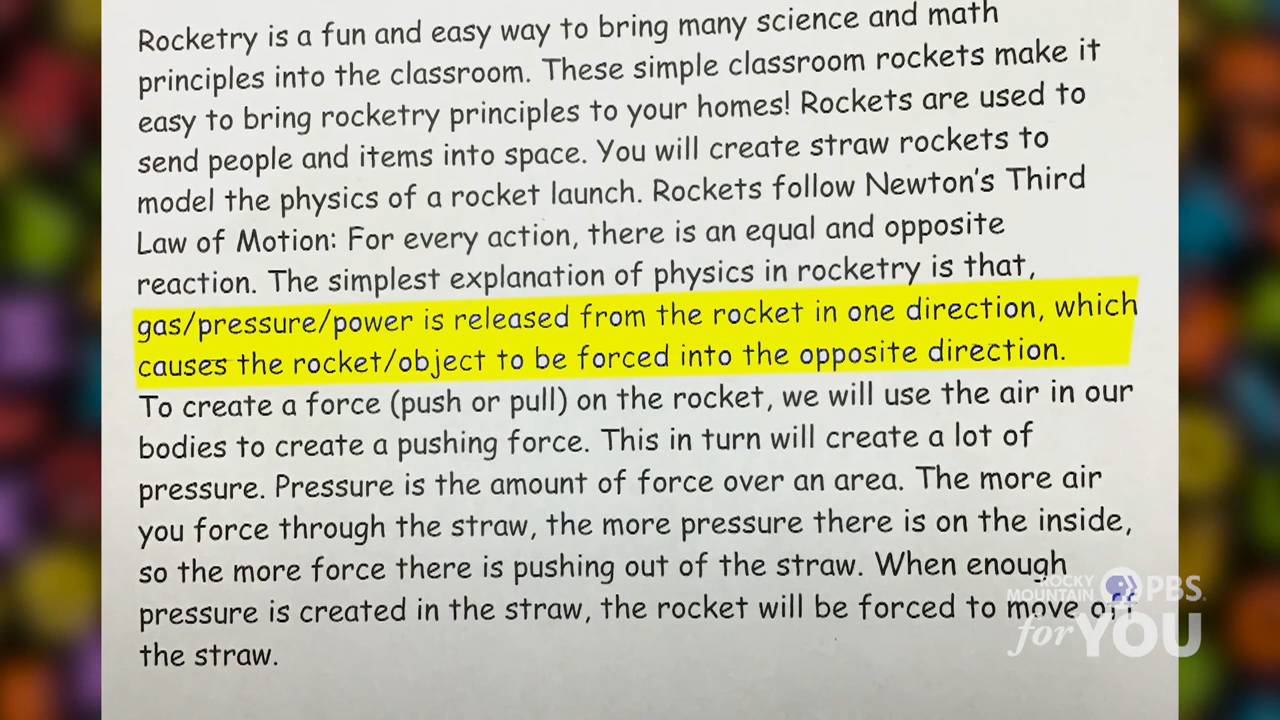 Rocketry is a fun and easy way to bring many science and math
principles into the classroom. These simple classroom rockets make it
easy to bring rocketry principles to your homes! Rockets are used to
send people and items into space. You will create straw rockets to
model the physics of a rocket launch. Rockets follow Newton's Third
Law of Motion: For every action, there is an equal and opposite
reaction. The simplest explanation of physics in rocketry is that,
gas/pressure/power is released from the rocket in one direction, which
causes the rocket/object to be forced into the opposite direction.
To create a force (push or pull) on the rocket, we will use the air in our
bodies to create a pushing force. This in turn will create a lot of
pressure. Pressure is the amount of force over an area. The more air
you force through the straw, the more pressure there is on the inside,
so the more force there is pushing out of the straw. When enough
pressure is created in the straw, the rocket will be forced to move off
the straw.
ROCKY
MOUNTAIN PBS.
for YOU